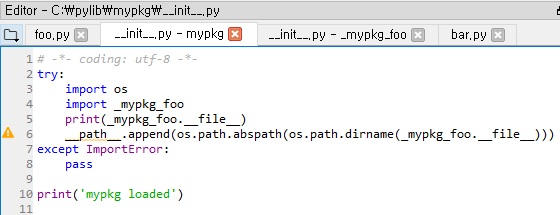 Editor - C:₩pylib₩mypkg₩__init__.py
foo.py __init__.py - mypkg __init__.py - _mypkg_foo bar.py
1 # -*- coding: utf-8 -*-
2 try:
3     import os
4     import _mypkg_foo
5     print(_mypkg_foo.__file__)
6     __path__.append(os.path.abspath(os.path.dirname(_mypkg_foo.__file__)))
7 except ImportError:
8     pass
9
10 print('mypkg loaded')
11